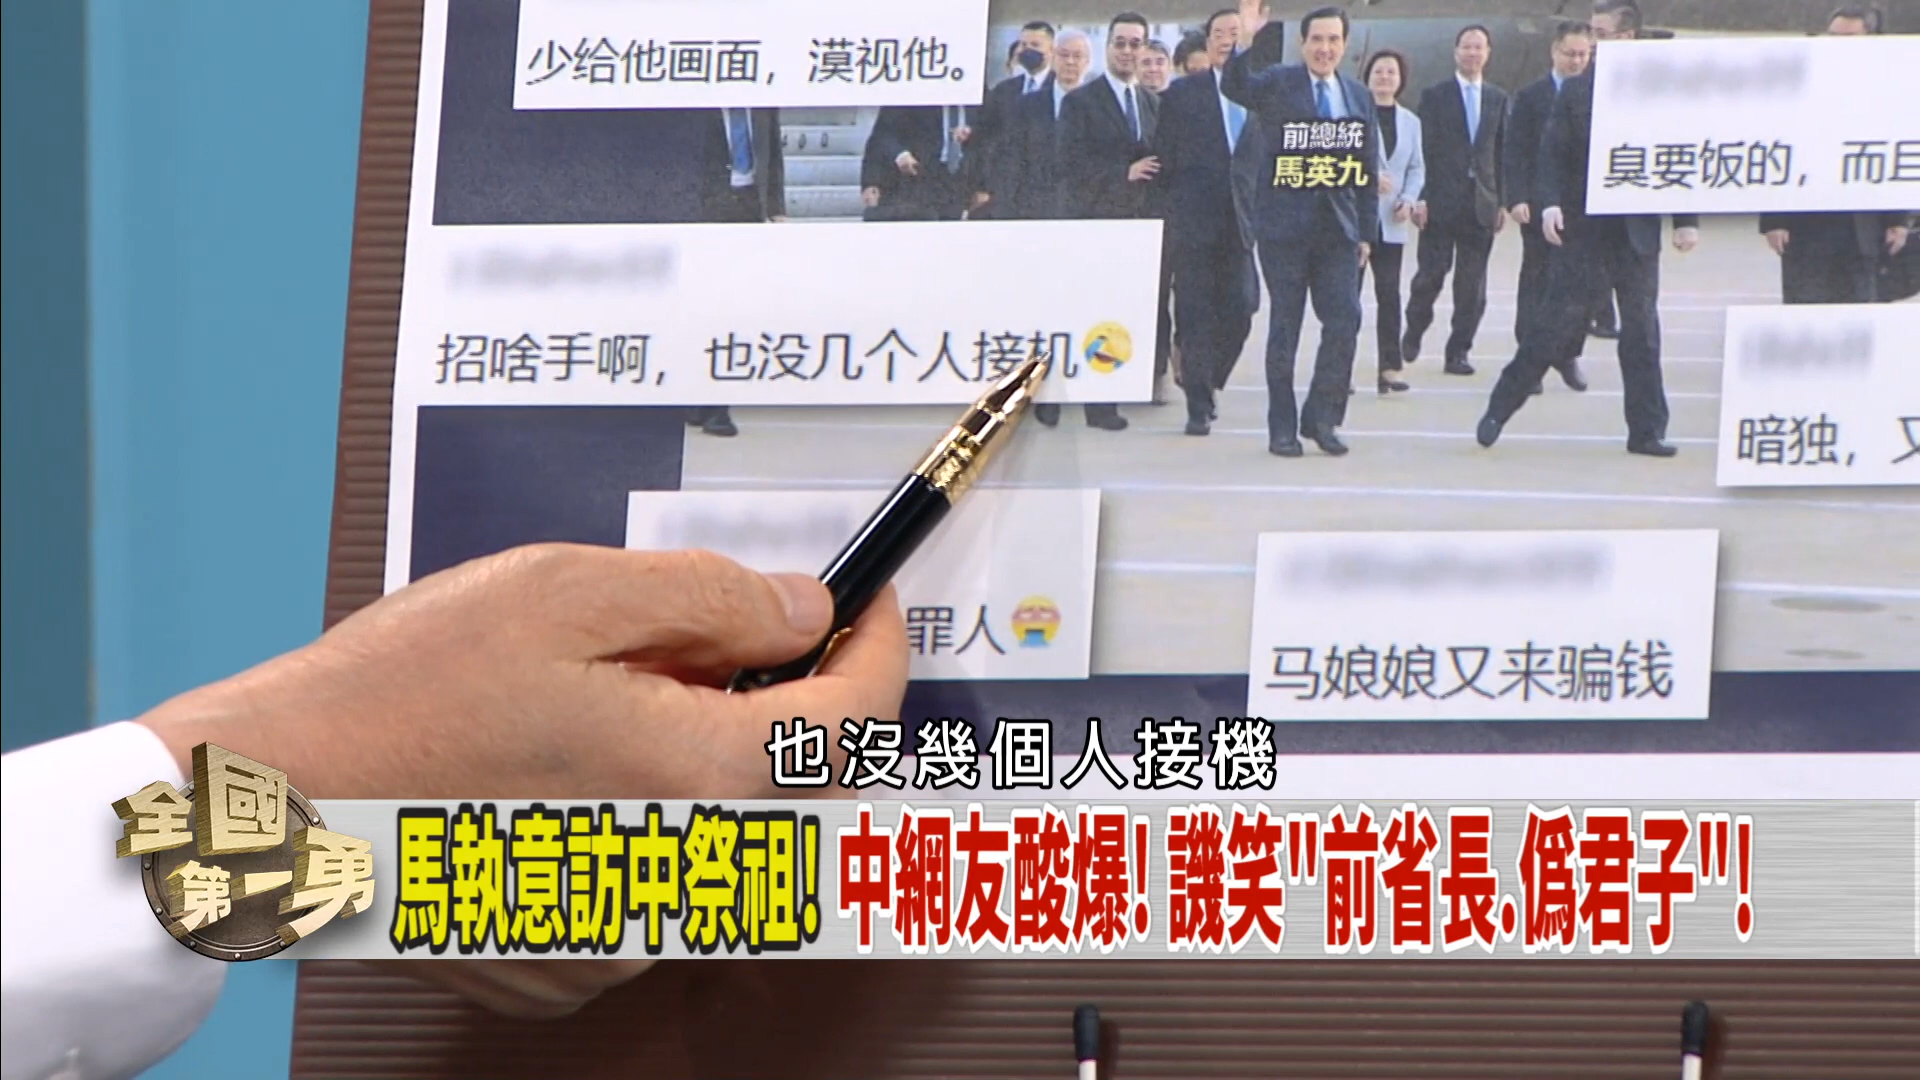 少给他画面，漠视他。
前總統
馬英九
臭要饭的，而且
招啥手啊，也没几个人接机
暗独，又
罪人
马娘娘又来骗钱
也沒幾個人接機
全國第一勇
馬執意訪中祭祖! 中網友酸爆! 譏笑"前省長.偽君子"!